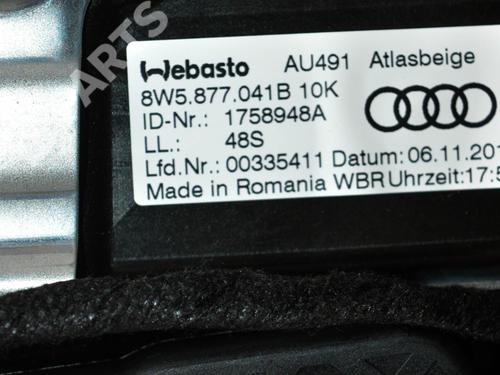 Webasto AU491 Atlasbeige
8W5.877.041B 10K
ID-Nr.: 1758948A
LL.: 48S
Lfd.Nr.: 00335411 Datum: 06.11.201
Made in Romania WBR Uhrzeit:17:5
PARTS